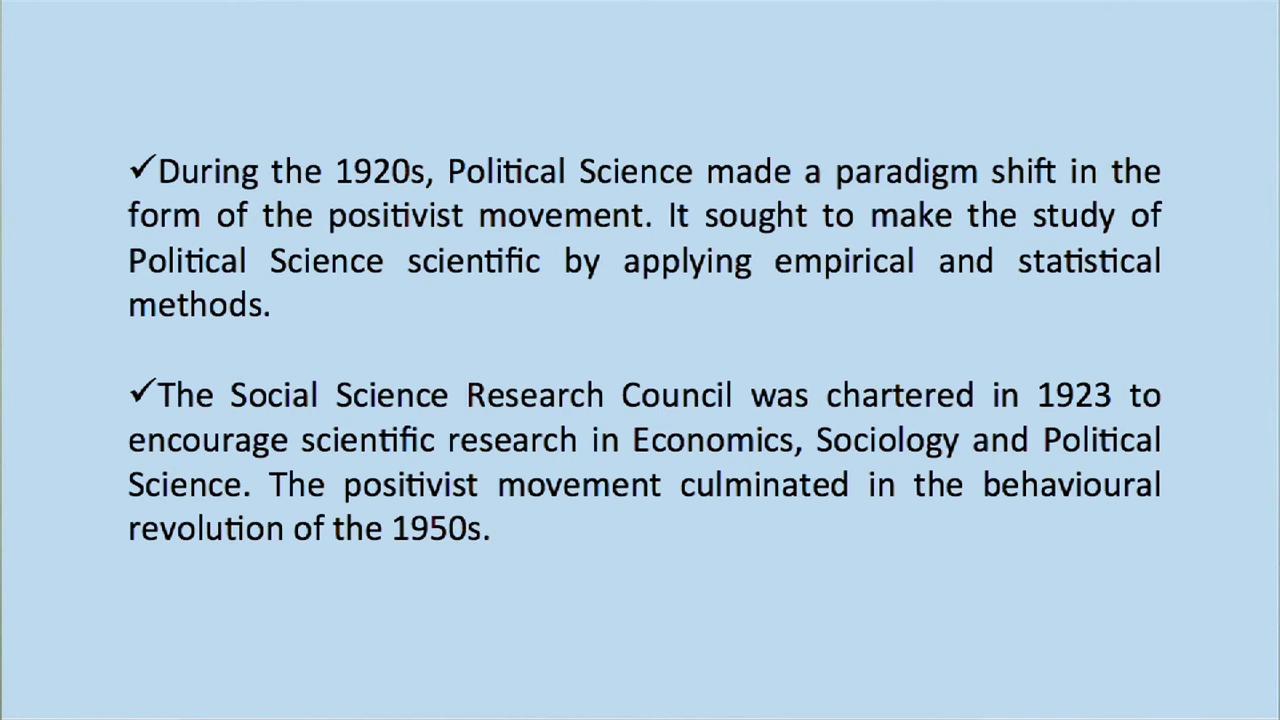 ✓During the 1920s, Political Science made a paradigm shift in the
form of the positivist movement. It sought to make the study of
Political Science scientific by applying empirical and statistical
methods.
✓The Social Science Research Council was chartered in 1923 to
encourage scientific research in Economics, Sociology and Political
Science. The positivist movement culminated in the behavioural
revolution of the 1950s.